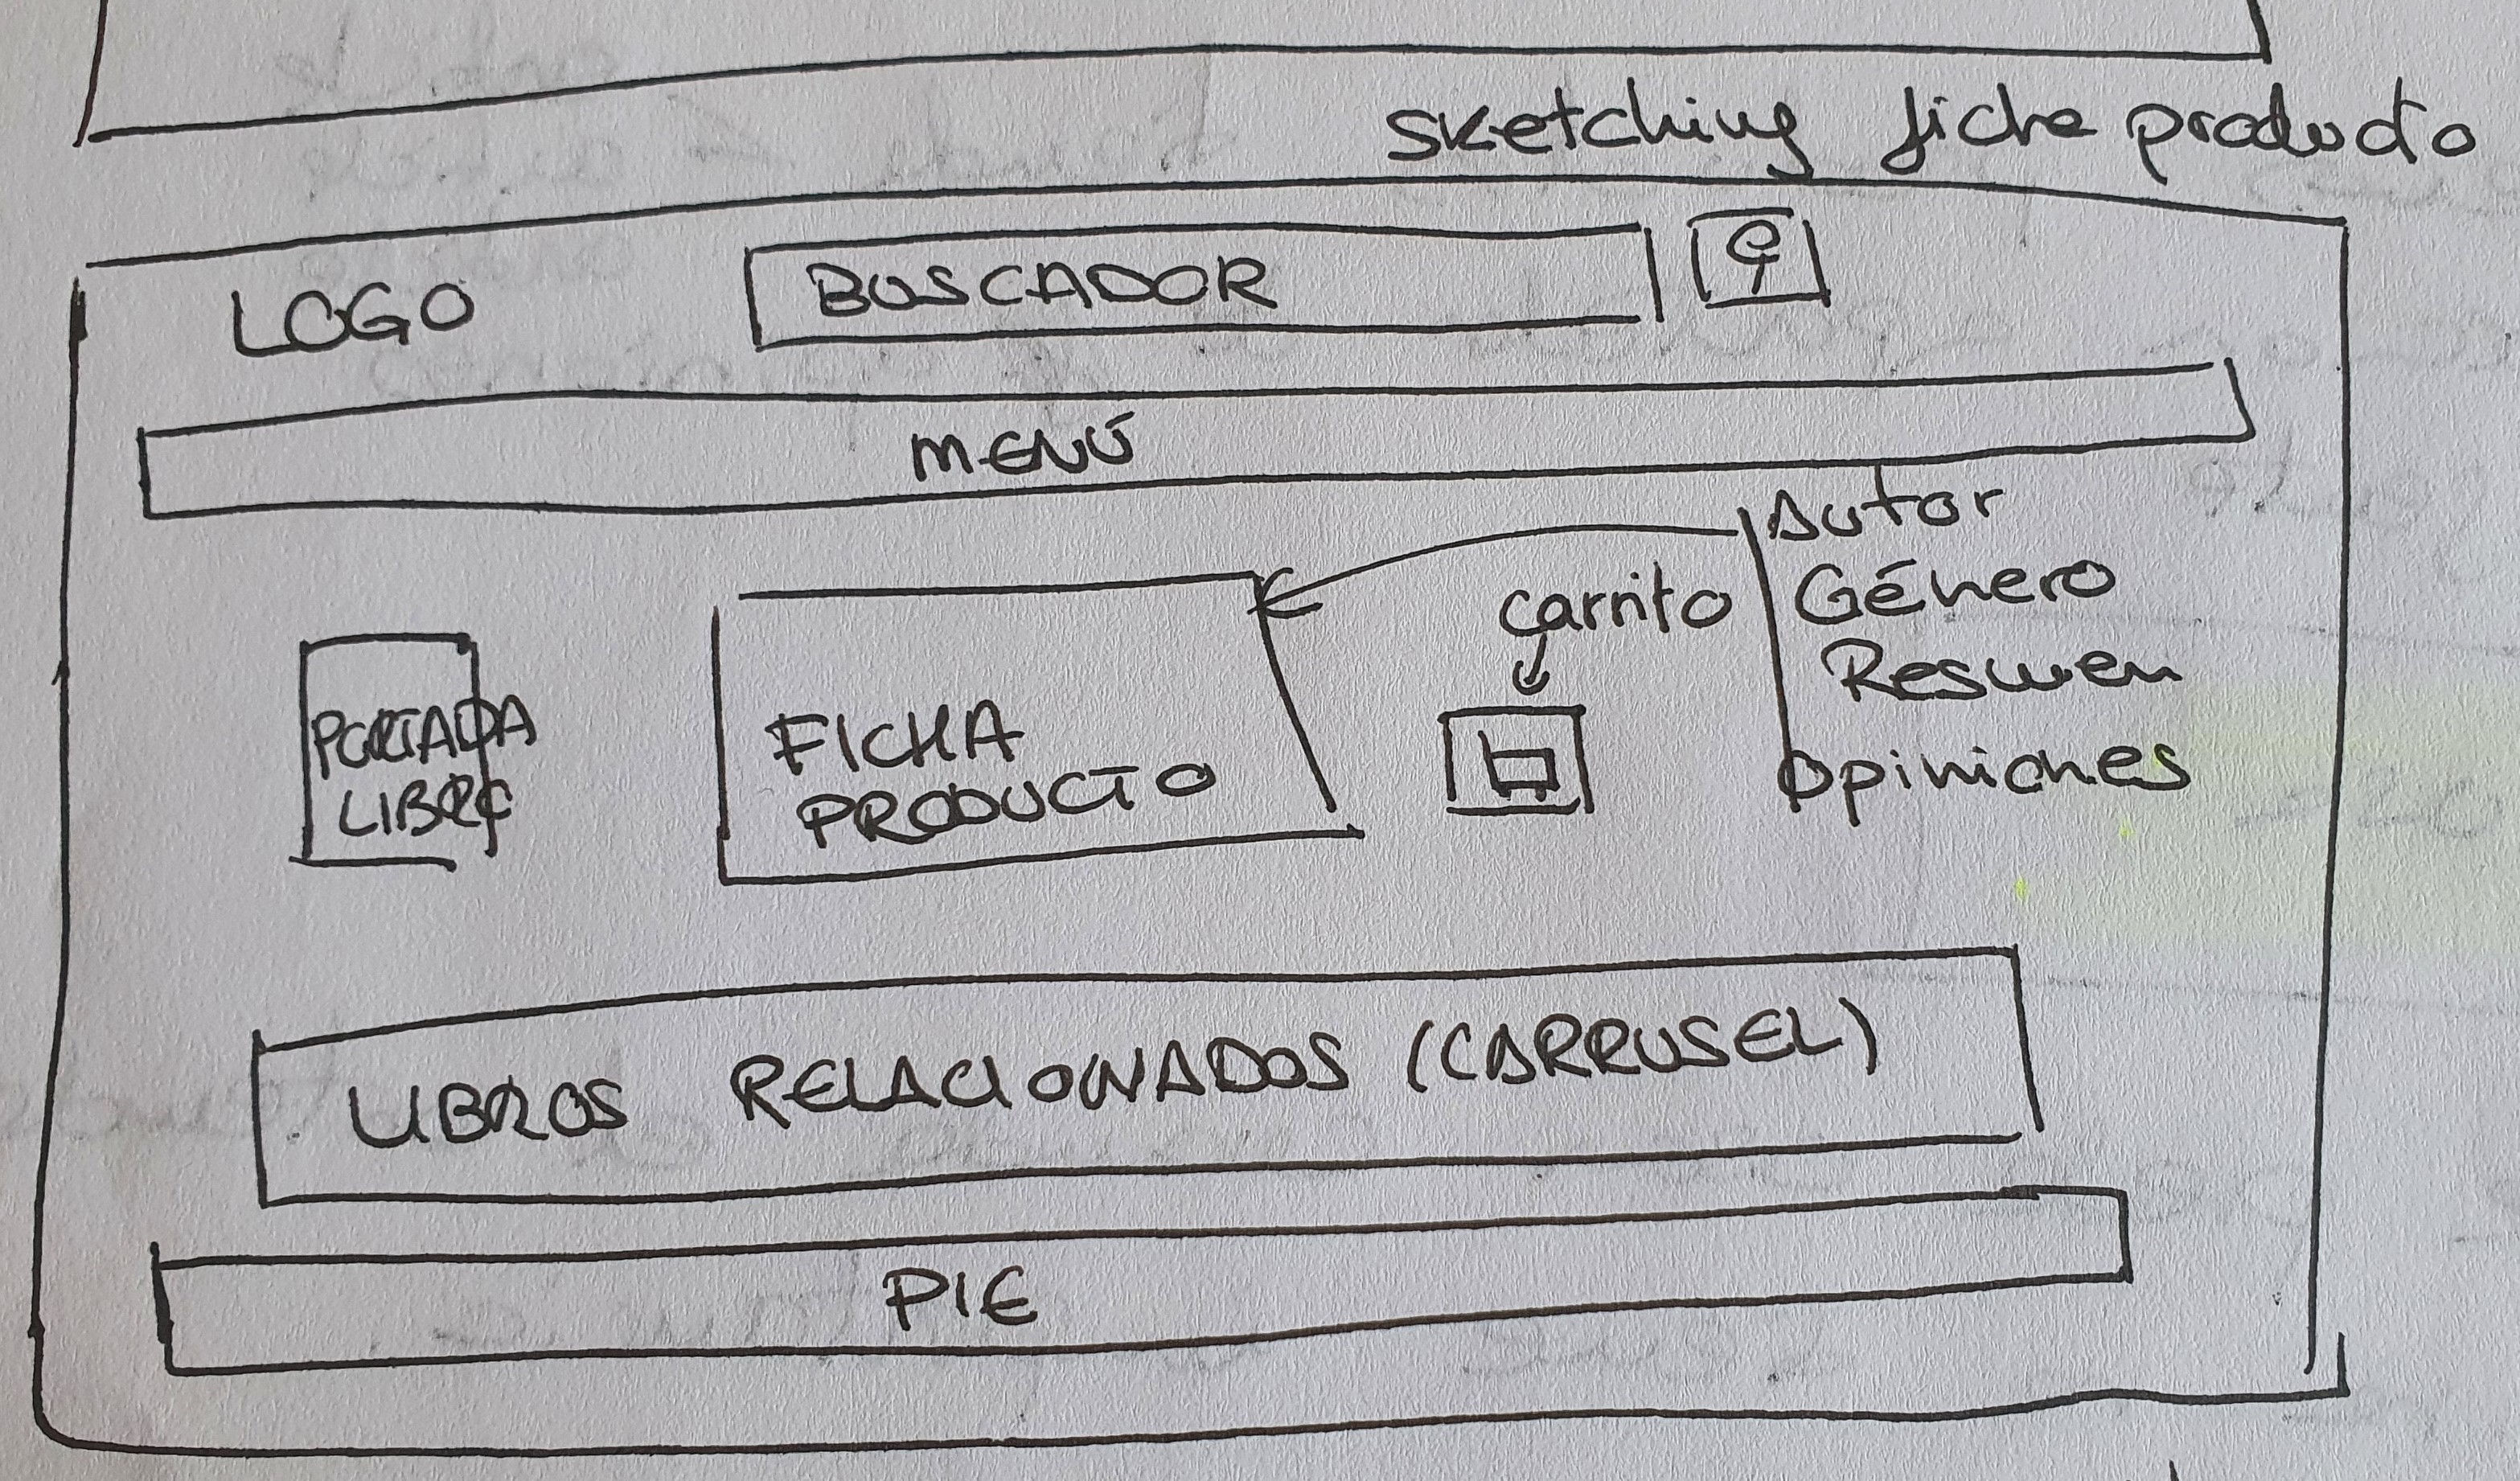 sketching ficha producto
LOGO
BUSCADOR
MENÚ
Autor
Género
Resumen
Opiniones
carrito
PORTADA
LIBRO
FICHA
PRODUCTO
LIBROS RELACIONADOS (CARRUSEL)
PIE